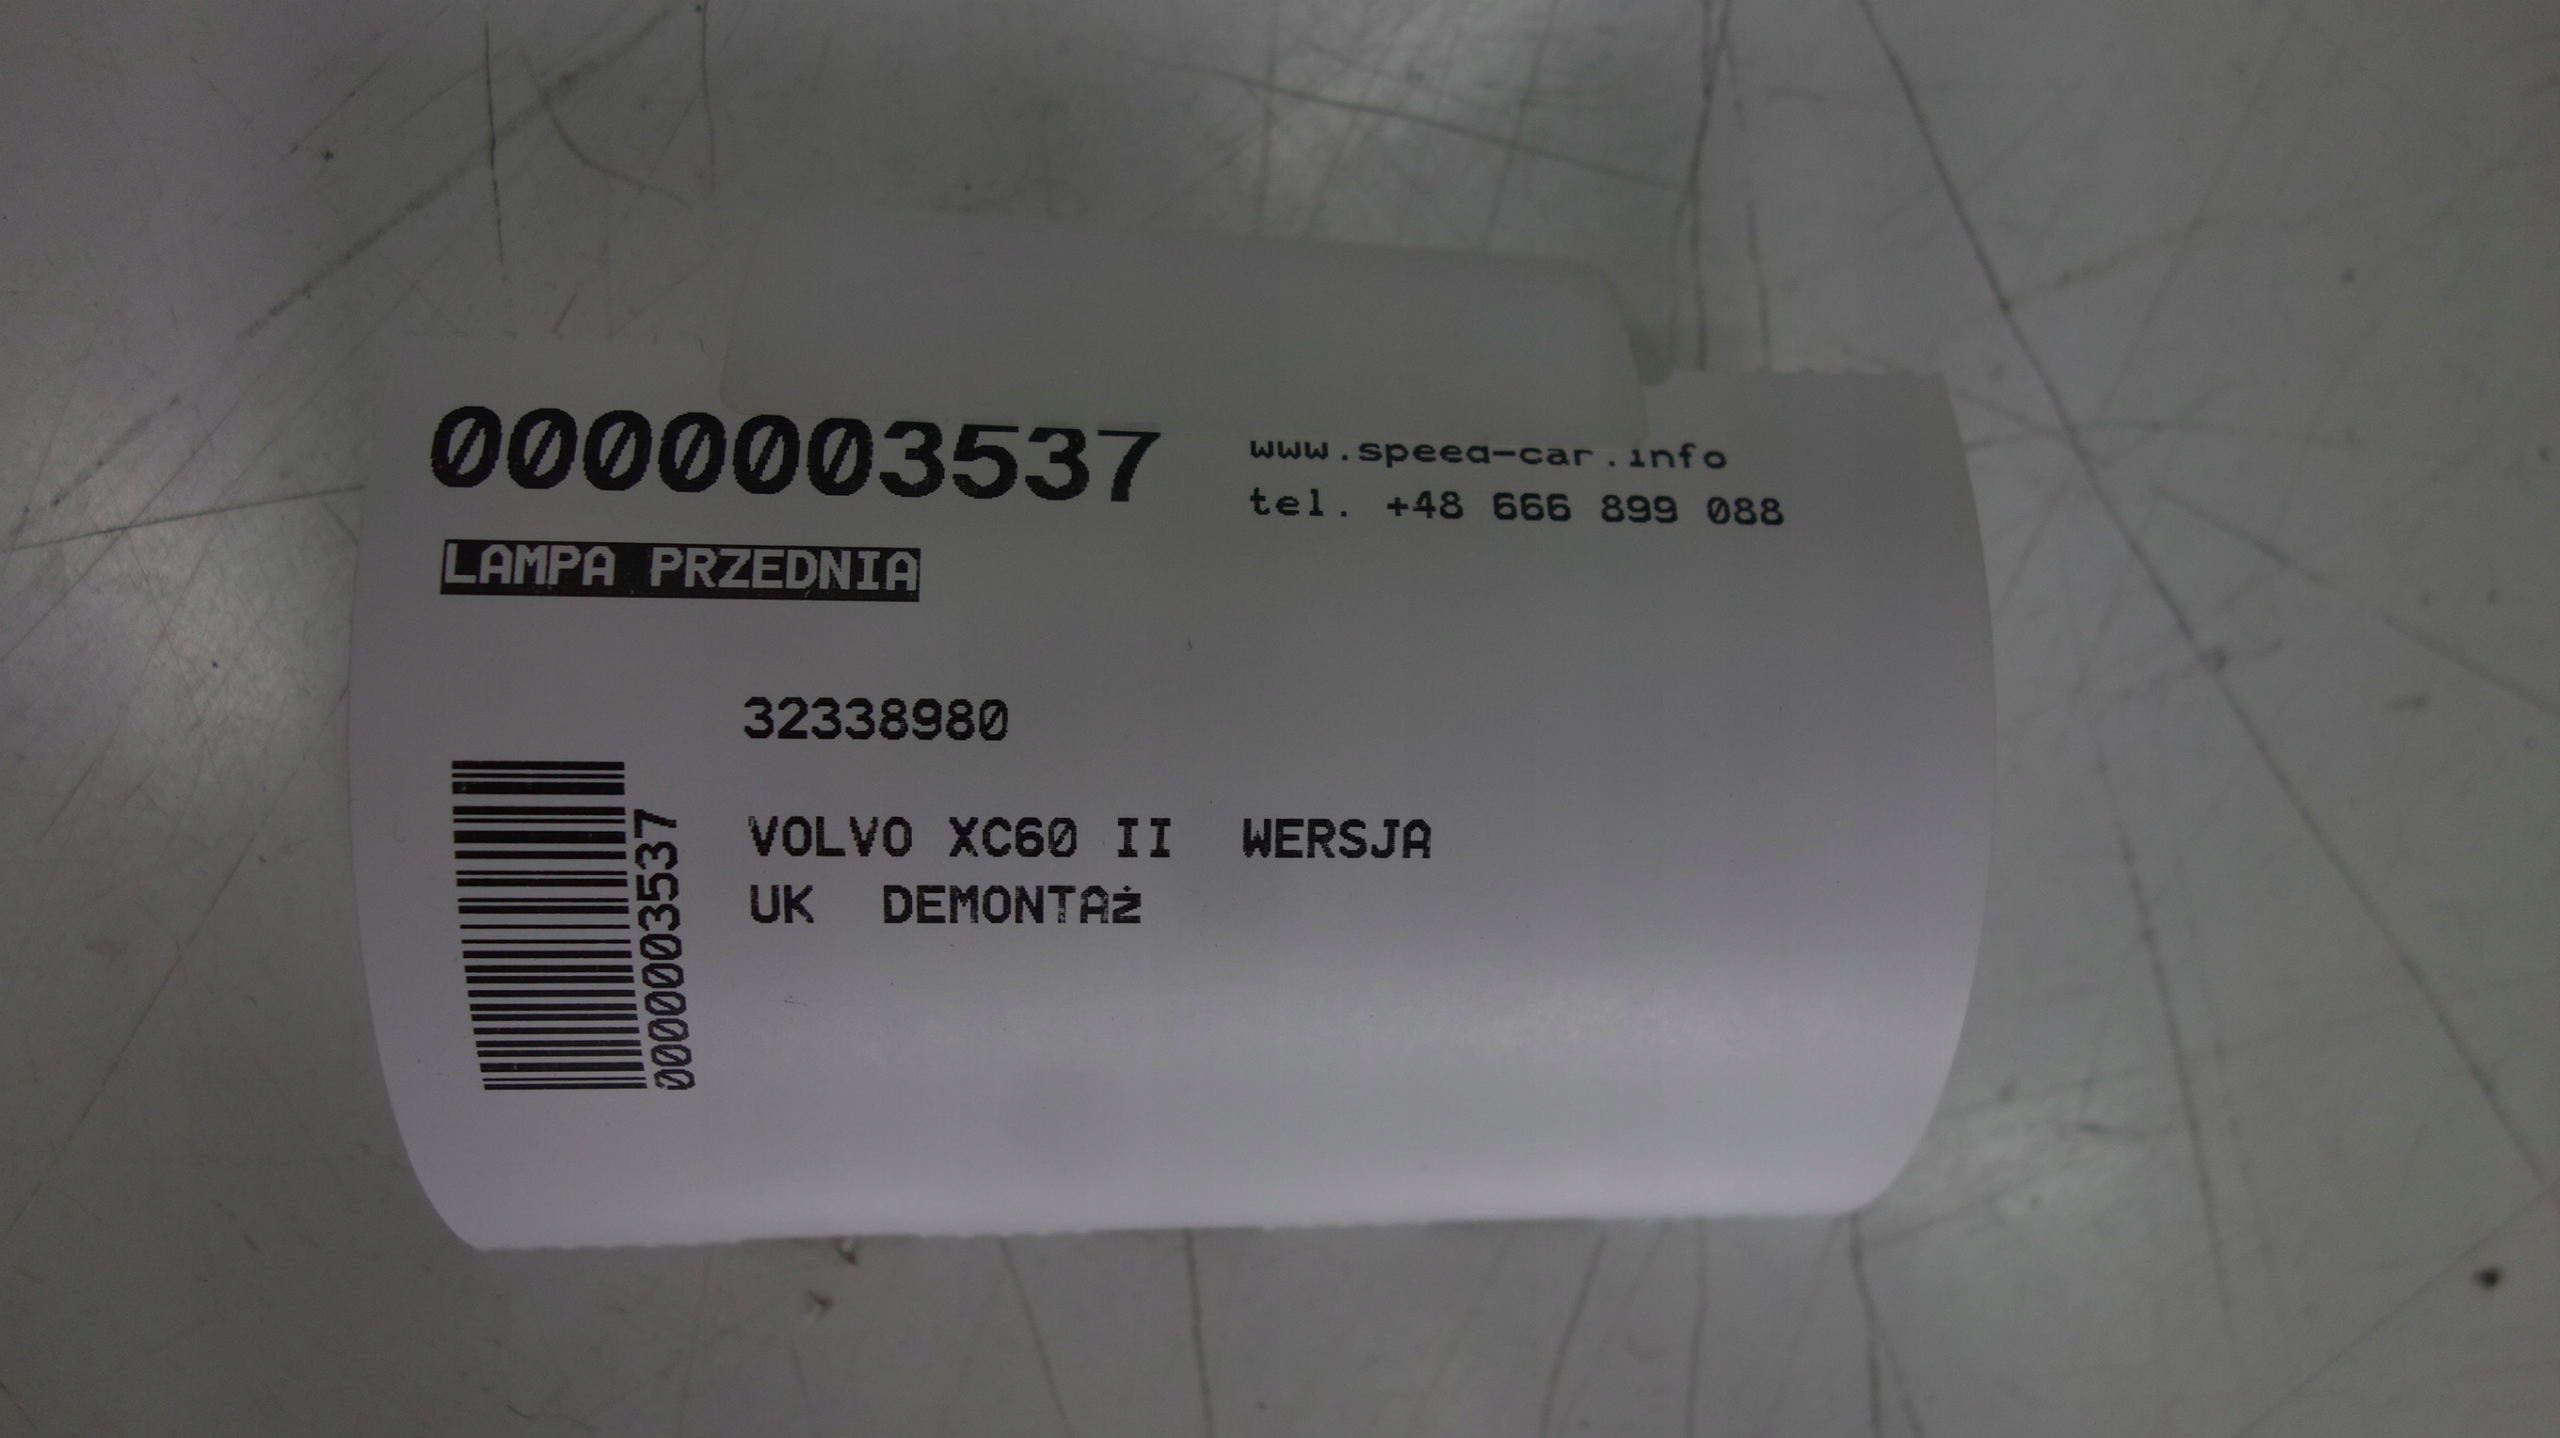 0000003537
www.speed-car.info
tel. +48 666 899 088
LAMPA PRZEDNIA
32338980
0000003537
VOLVO XC60 II WERSJA
UK DEMONTAż